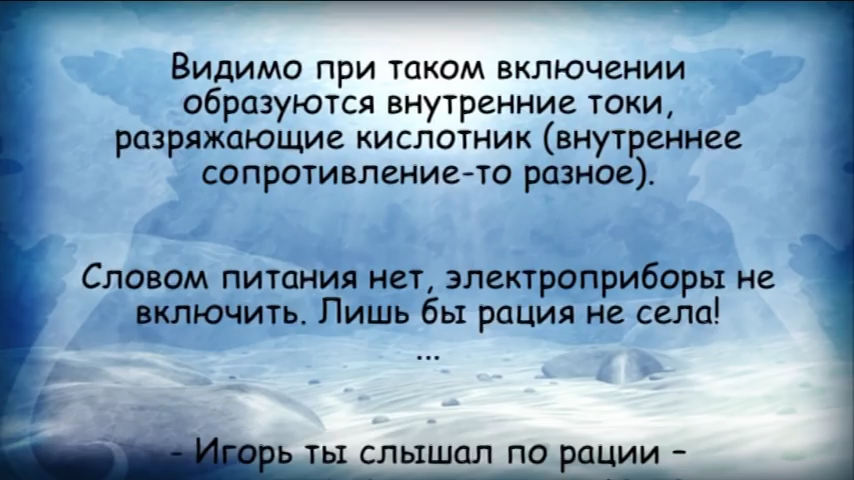 Видимо при таком включении
образуются внутренние токи,
разряжающие кислотник (внутреннее
сопротивление-то разное).
Словом питания нет, электроприборы не
включить. Лишь бы рация не села!
...
- Игорь ты слышал по рации –